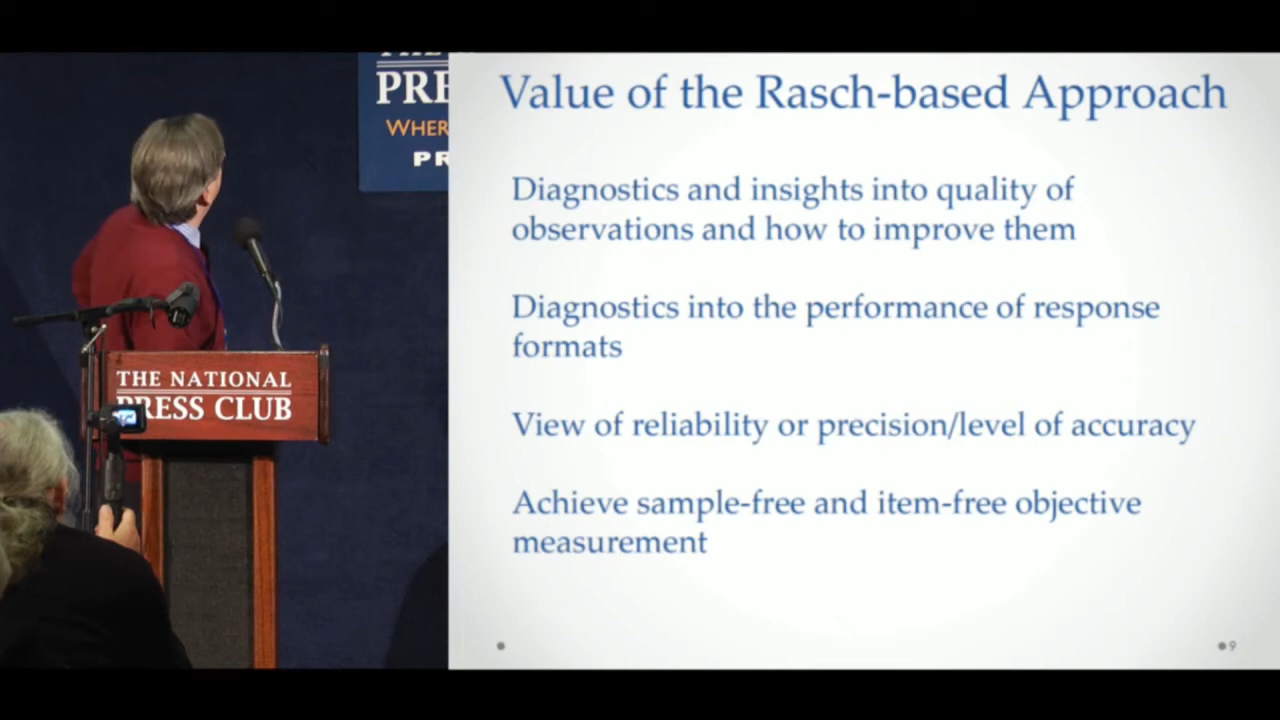 PRE
WHER
PR
THE NATIONAL
PRESS CLUB
Value of the Rasch-based Approach
Diagnostics and insights into quality of
observations and how to improve them
Diagnostics into the performance of response
formats
View of reliability or precision/level of accuracy
Achieve sample-free and item-free objective
measurement
9